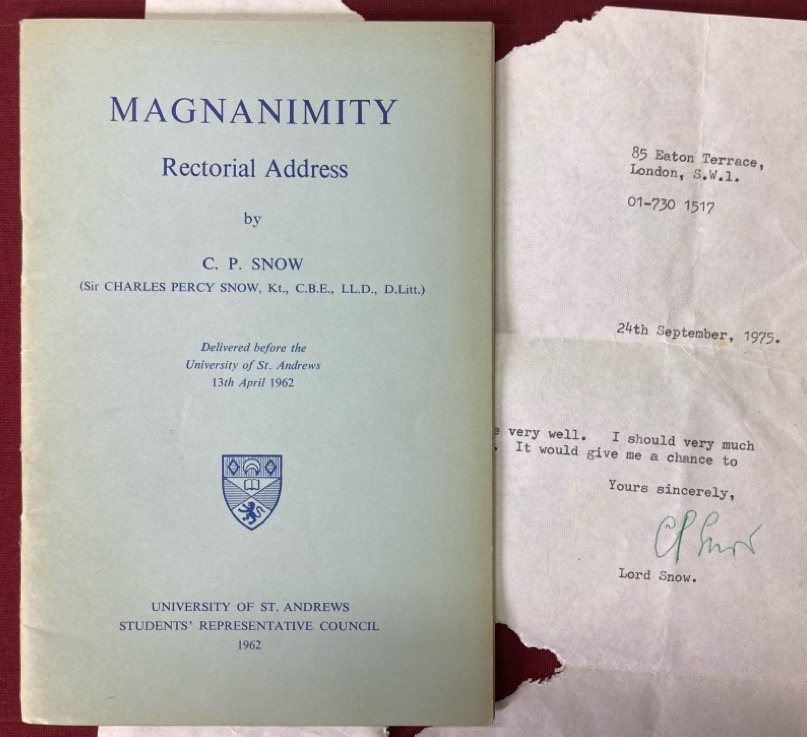 MAGNANIMITY
Rectorial Address
by
C. P. SNOW
(Sir CHARLES PERCY SNOW, Kt., C.B.E., LL.D., D.Litt.)
Delivered before the
University of St. Andrews
13th April 1962
UNIVERSITY OF ST. ANDREWS
STUDENTS' REPRESENTATIVE COUNCIL
1962
85 Eaton Terrace,
London, S.W.1.
01-730 1517
24th September, 1975.
e very well. I should very much
. It would give me a chance to
Yours sincerely,
CP Snow
Lord Snow.